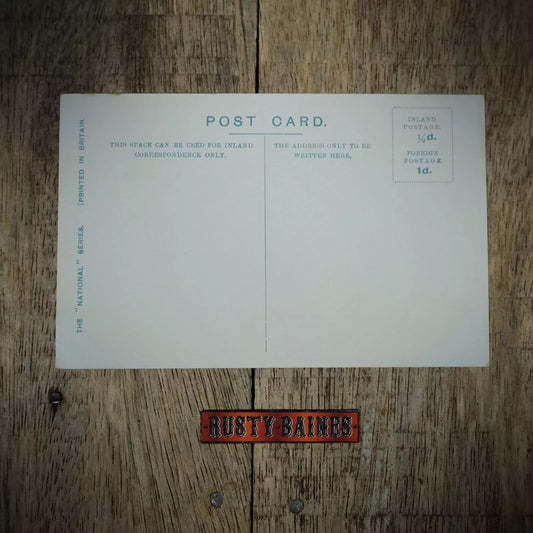 POST CARD.
THIS SPACE CAN BE USED FOR INLAND
CORRESPONDENCE ONLY.
THE ADDRESS ONLY TO BE
WRITTEN HERE,
INLAND
POSTAGE
½d.
FOREIGN
POSTAGE
1d.
THE "NATIONAL" SERIES. (PRINTED IN BRITAIN.
RUSTY-BAINES